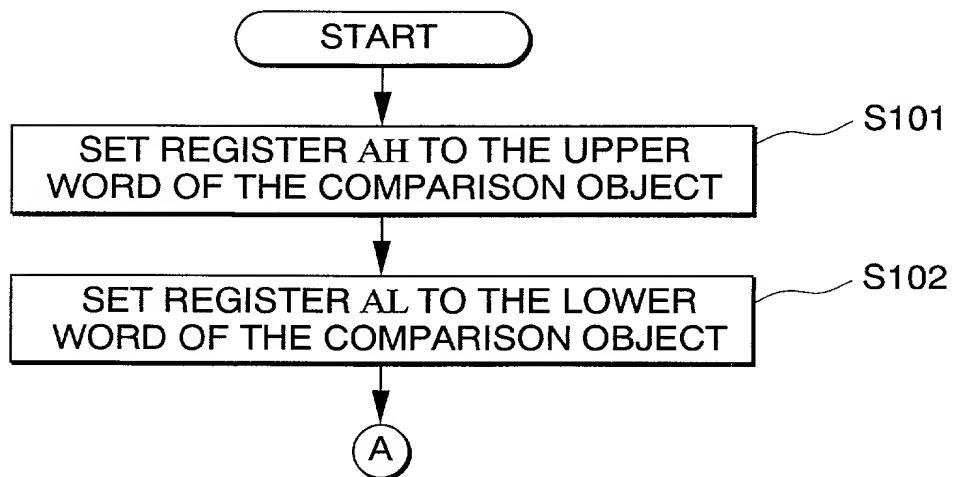 START
SET REGISTER AH TO THE UPPER
WORD OF THE COMPARISON OBJECT
S101
SET REGISTER AL TO THE LOWER
WORD OF THE COMPARISON OBJECT
S102
A